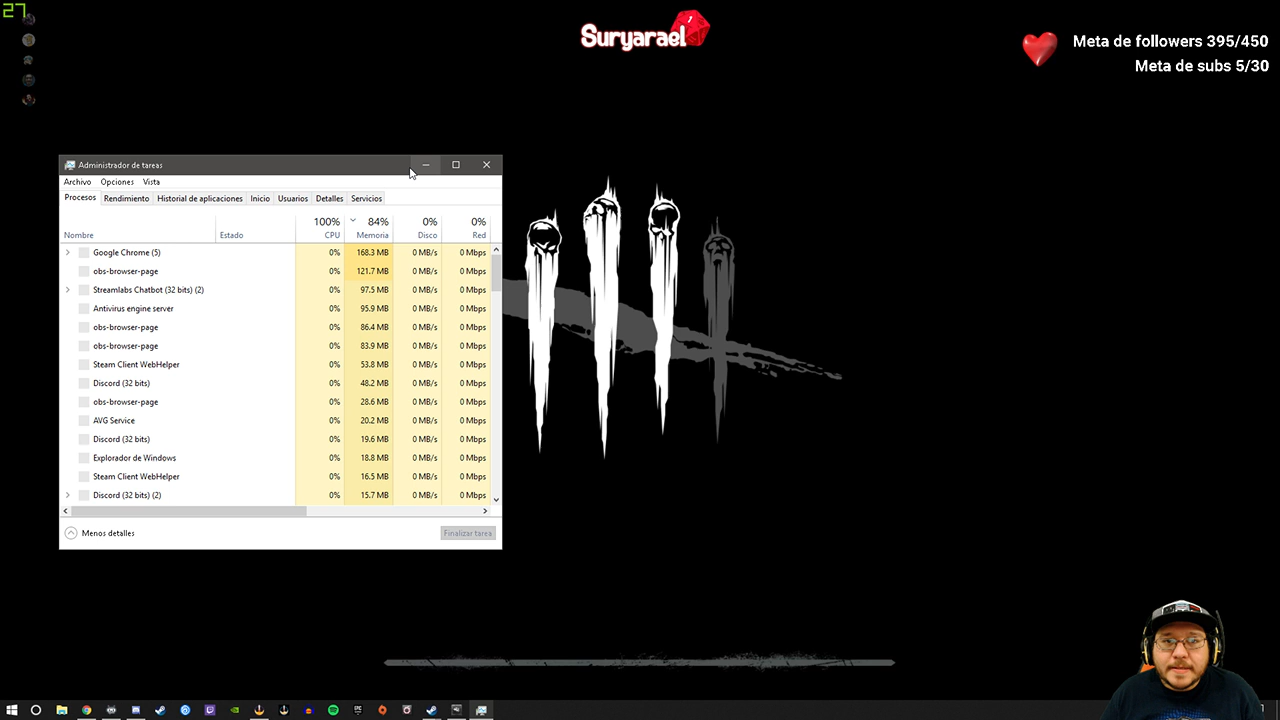 27
Suryarael
1
Meta de followers 395/450
Meta de subs 5/30
Administrador de tareas
Archivo Opciones Vista
Procesos Rendimiento Historial de aplicaciones Inicio Usuarios Detalles Servicios
100% 84% 0% 0%
Nombre Estado CPU Memoria Disco Red
Google Chrome (5) 0% 168.3 MB 0 MB/s 0 Mbps
obs-browser-page 0% 121.7 MB 0 MB/s 0 Mbps
Streamlabs Chatbot (32 bits) (2) 0% 97.5 MB 0 MB/s 0 Mbps
Antivirus engine server 0% 95.9 MB 0 MB/s 0 Mbps
obs-browser-page 0% 86.4 MB 0 MB/s 0 Mbps
obs-browser-page 0% 83.9 MB 0 MB/s 0 Mbps
Steam Client WebHelper 0% 53.8 MB 0 MB/s 0 Mbps
Discord (32 bits) 0% 48.2 MB 0 MB/s 0 Mbps
obs-browser-page 0% 28.6 MB 0 MB/s 0 Mbps
AVG Service 0% 20.2 MB 0 MB/s 0 Mbps
Discord (32 bits) 0% 19.6 MB 0 MB/s 0 Mbps
Explorador de Windows 0% 18.8 MB 0 MB/s 0 Mbps
Steam Client WebHelper 0% 16.5 MB 0 MB/s 0 Mbps
Discord (32 bits) (2) 0% 15.7 MB 0 MB/s 0 Mbps
Menos detalles Finalizar tarea